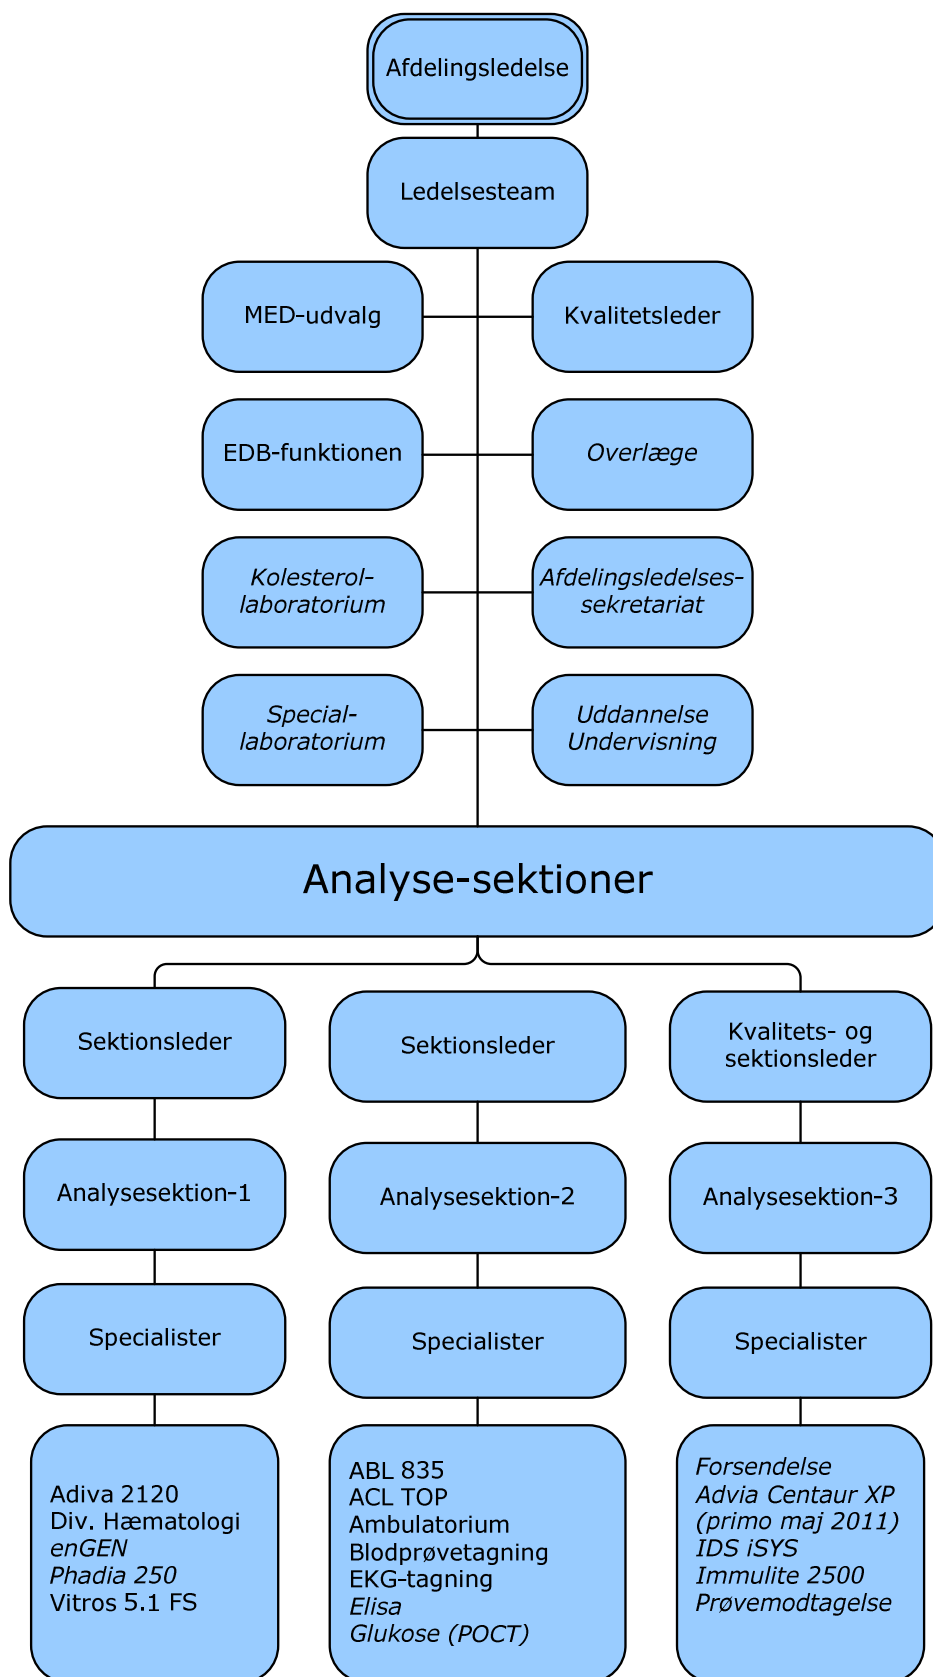 Afdelingsledelse
Ledelsesteam
MED-udvalg
Kvalitetsleder
EDB-funktionen
Overlæge
Kolesterol-
laboratorium
Afdelingsledelses-
sekretariat
Special-
laboratorium
Uddannelse
Undervisning
Analyse-sektioner
Sektionsleder
Sektionsleder
Kvalitets- og
sektionsleder
Analysesektion-1
Analysesektion-2
Analysesektion-3
Specialister
Specialister
Specialister
Adiva 2120
Div. Hæmatologi
enGEN
Phadia 250
Vitros 5.1 FS
ABL 835
ACL TOP
Ambulatorium
Blodprøvetagning
EKG-tagning
Elisa
Glukose (POCT)
Forsendelse
Advia Centaur XP
(primo maj 2011)
IDS iSYS
Immulite 2500
Prøvemodtagelse